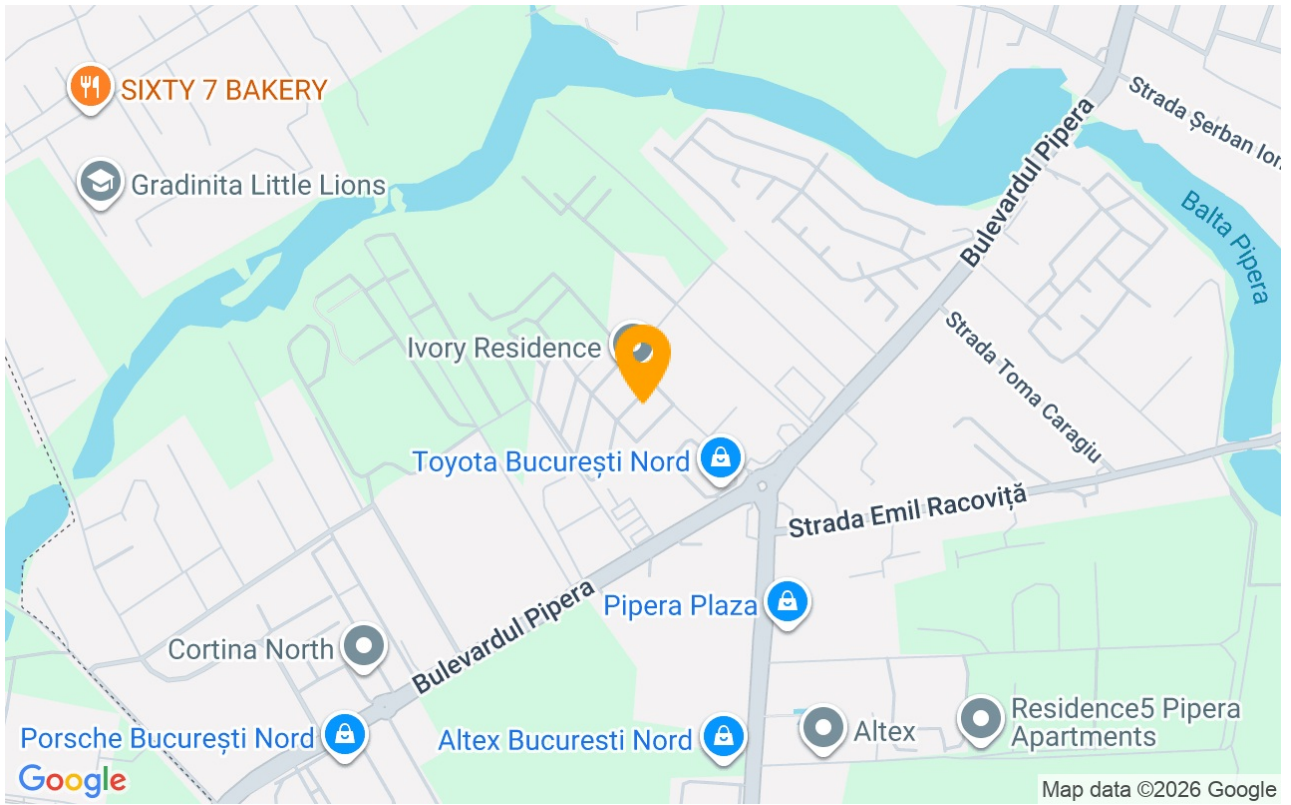 SIXTY 7 BAKERY
Gradinita Little Lions
Strada Șerban Ion
Bulevardul Pipera
Balta Pipera
Ivory Residence
Strada Toma Caragiu
Toyota București Nord
Strada Emil Racoviță
Bulevardul Pipera
Pipera Plaza
Cortina North
Porsche București Nord
Altex Bucuresti Nord
Altex
Residence5 Pipera
Apartments
Google
Map data ©2026 Google